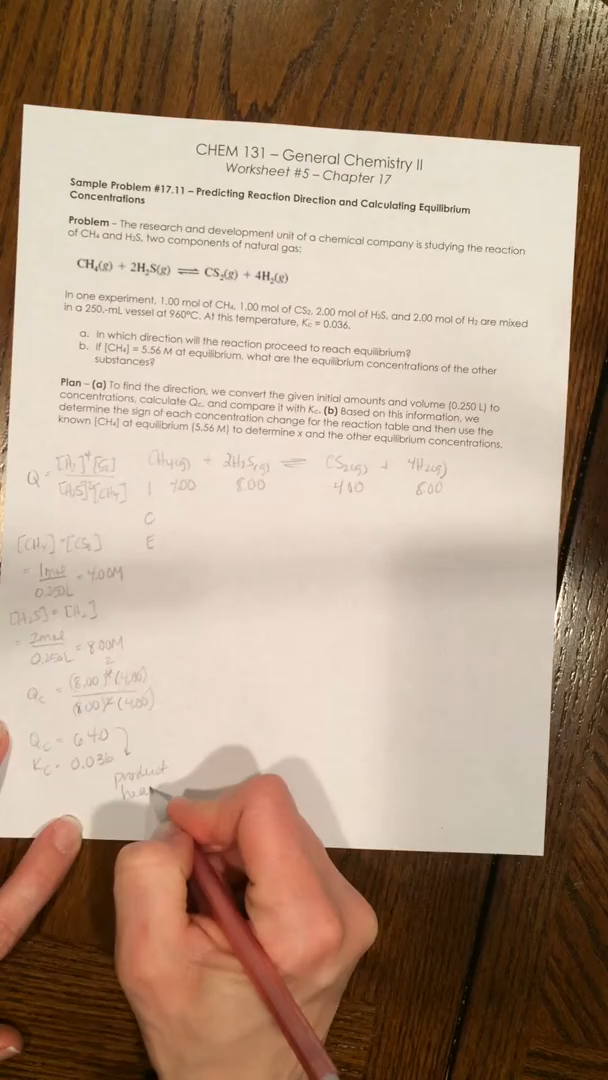 CHEM 131 – General Chemistry II
Worksheet #5 – Chapter 17
Sample Problem #17.11 – Predicting Reaction Direction and Calculating Equilibrium
Concentrations
Problem – The research and development unit of a chemical company is studying the reaction
of CH₄ and H₂S, two components of natural gas:
CH₄(g) + 2H₂S(g) ⇌ CS₂(g) + 4H₂(g)
In one experiment, 1.00 mol of CH₄, 1.00 mol of CS₂, 2.00 mol of H₂S, and 2.00 mol of H₂ are mixed
in a 250.-mL vessel at 960°C. At this temperature, Kc = 0.036.
a. In which direction will the reaction proceed to reach equilibrium?
b. If [CH₄] = 5.56 M at equilibrium, what are the equilibrium concentrations of the other
substances?
Plan – (a) To find the direction, we convert the given initial amounts and volume (0.250 L) to
concentrations, calculate Qc, and compare it with Kc. (b) Based on this information, we
determine the sign of each concentration change for the reaction table and then use the
known [CH₄] at equilibrium (5.56 M) to determine x and the other equilibrium concentrations.
CH₄(g) + 2H₂S(g) ⇌ CS₂(g) + 4H₂(g)
I 4.00 8.00 4.00 8.00
C
E
Q = [H₂]⁴[CS₂]
[H₂S]²[CH₄]
[CH₄] = [CS₂]
= 1mol = 4.00M
0.250L
[H₂S] = [H₂]
= 2mol = 8.00M
0.250L
Qc = (8.00)⁴(4.00)
(8.00)²(4.00)
Qc = 64.0
Kc = 0.036
product